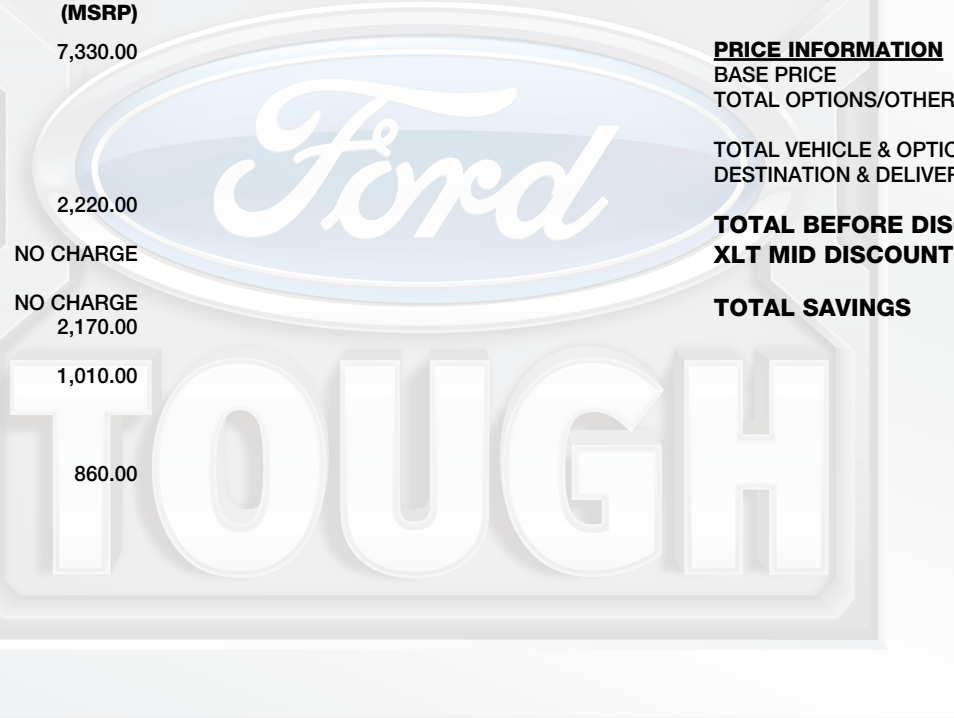 (MSRP)
7,330.00
2,220.00
NO CHARGE
NO CHARGE
2,170.00
1,010.00
860.00
PRICE INFORMATION
BASE PRICE
TOTAL OPTIONS/OTHER
TOTAL VEHICLE & OPTIO
DESTINATION & DELIVER
TOTAL BEFORE DISC
XLT MID DISCOUNT
TOTAL SAVINGS
Ford
TOUGH